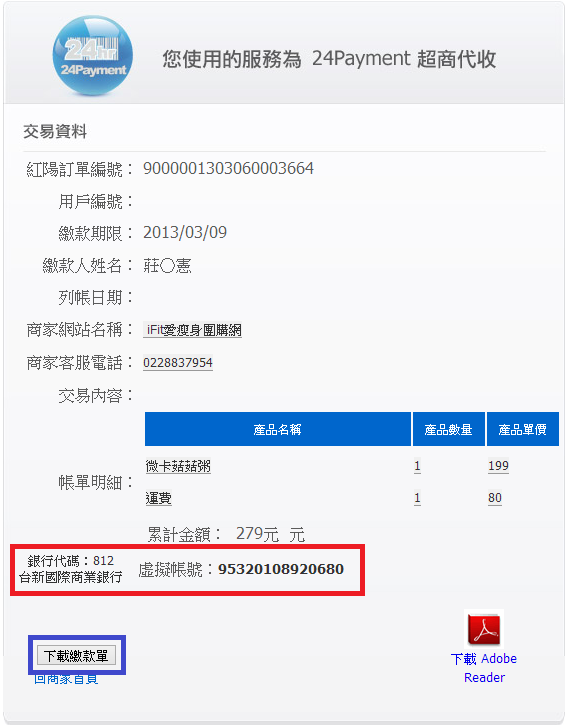 24hr
24Payment
您使用的服務為 24Payment 超商代收
交易資料
紅陽訂單編號： 9000001303060003664
用戶編號：
繳款期限： 2013/03/09
繳款人姓名： 莊○憲
列帳日期：
商家網站名稱： iFit愛瘦身團購網
商家客服電話： 0228837954
交易內容：
產品名稱 產品數量 產品單價
帳單明細：
微卡菇菇粥 1 199
運費 1 80
累計金額： 279元 元
銀行代碼：812
台新國際商業銀行
虛擬帳號：95320108920680
下載繳款單
回商家首頁
下載 Adobe
Reader